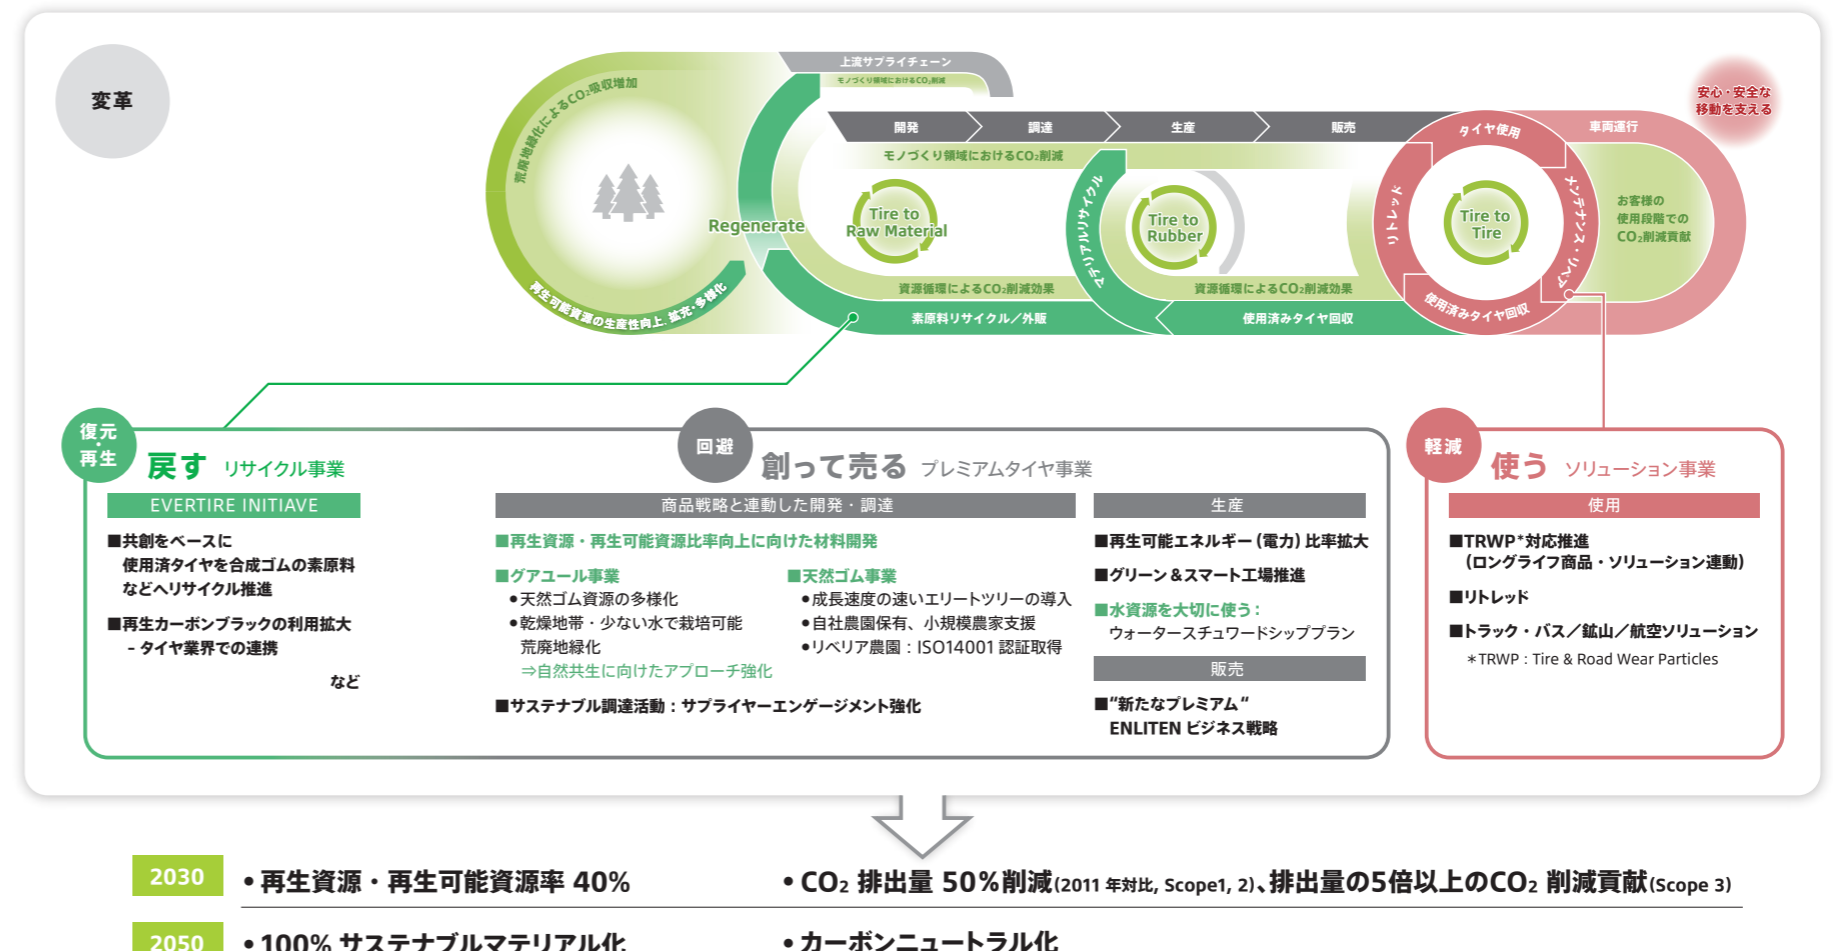 変革
上流サプライチェーン
モノづくり領域におけるCO₂削減
荒廃地緑化によるCO₂吸収増加
安心・安全な
移動を支える
開発
調達
生産
販売
タイヤ使用
車両運行
モノづくり領域におけるCO₂削減
Regenerate
Tire to
Raw Material
マテリアルリサイクル
Tire to
Rubber
リトレッド
Tire to
Tire
メンテナンス・リペア
お客様の
使用段階での
CO₂削減貢献
再生可能資源の生産性向上、拡充・多様化
資源循環によるCO₂削減効果
資源循環によるCO₂削減効果
使用済みタイヤ回収
素原料リサイクル／外販
使用済みタイヤ回収
復元
・
再生
戻す リサイクル事業
EVERTIRE INITIAVE
■共創をベースに
使用済タイヤを合成ゴムの素原料
などへリサイクル推進
■再生カーボンブラックの利用拡大
– タイヤ業界での連携
など
回避
創って売る プレミアムタイヤ事業
商品戦略と連動した開発・調達
■再生資源・再生可能資源比率向上に向けた材料開発
■グアユール事業
●天然ゴム資源の多様化
●乾燥地帯・少ない水で栽培可能
荒廃地緑化
⇒自然共生に向けたアプローチ強化
■天然ゴム事業
●成長速度の速いエリートツリーの導入
●自社農園保有、小規模農家支援
●リベリア農園：ISO14001 認証取得
■サステナブル調達活動：サプライヤーエンゲージメント強化
生産
■再生可能エネルギー（電力）比率拡大
■グリーン＆スマート工場推進
■水資源を大切に使う：
ウォータースチュワードシッププラン
販売
■“新たなプレミアム“
ENLITEN ビジネス戦略
軽減
使う ソリューション事業
使用
■TRWP*対応推進
（ロングライフ商品・ソリューション連動）
■リトレッド
■トラック・バス／鉱山／航空ソリューション
＊TRWP：Tire & Road Wear Particles
2030 •再生資源・再生可能資源率 40% •CO₂ 排出量 50%削減(2011 年対比, Scope1, 2)、排出量の5倍以上のCO₂ 削減貢献(Scope 3)
2050 •100% サステナブルマテリアル化 •カーボンニュートラル化